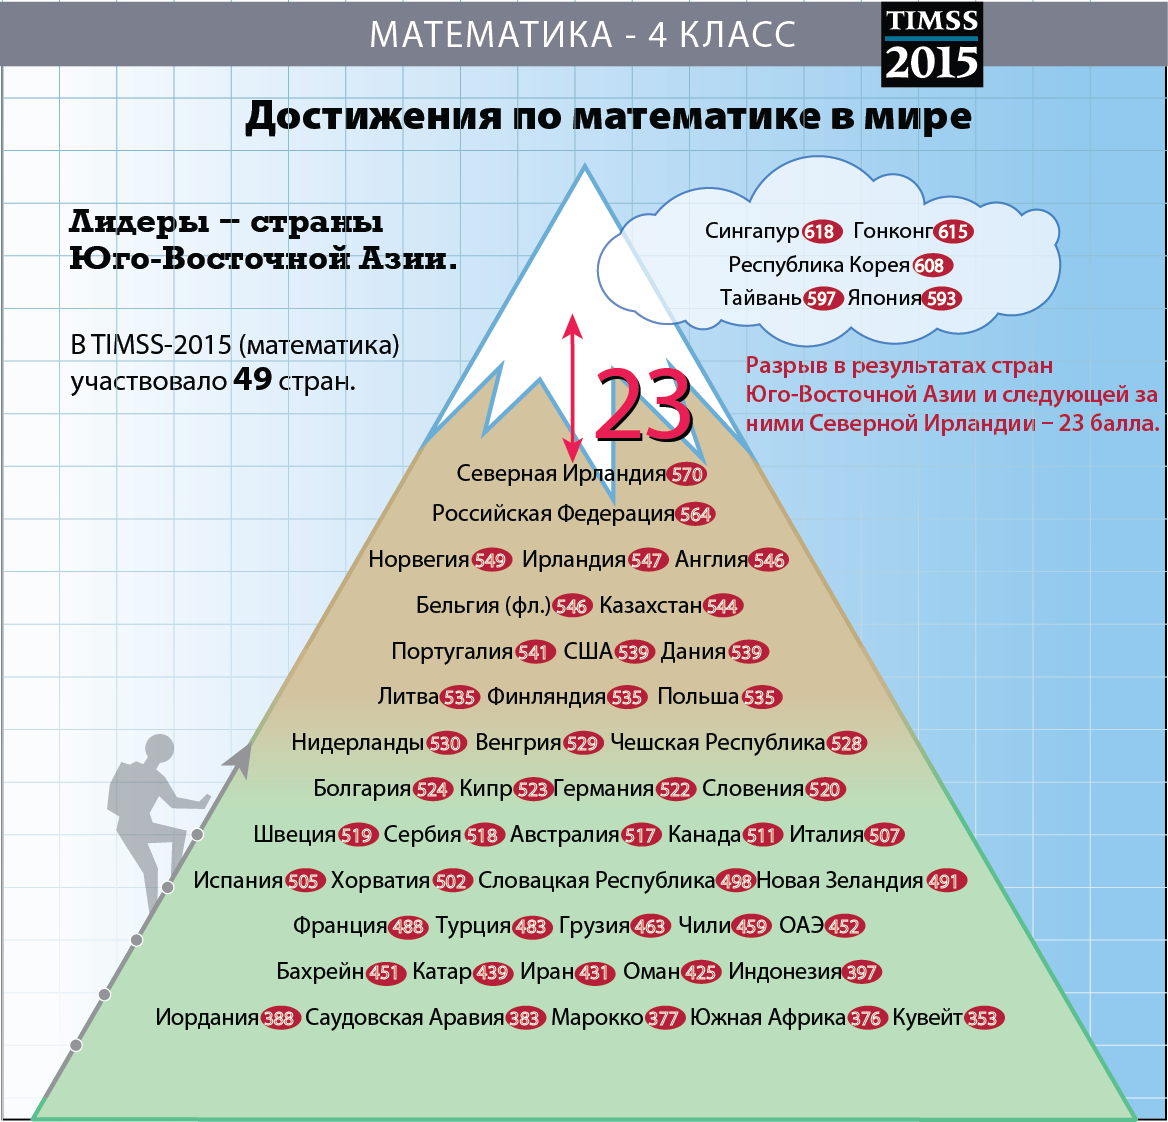 МАТЕМАТИКА - 4 КЛАСС
TIMSS
2015
Достижения по математике в мире
Лидеры – страны
Юго-Восточной Азии.
В TIMSS-2015 (математика)
участвовало 49 стран.
Сингапур 618 Гонконг 615
Республика Корея 608
Тайвань 597 Япония 593
23
Разрыв в результатах стран
Юго-Восточной Азии и следующей за
ними Северной Ирландии – 23 балла.
Северная Ирландия 570
Российская Федерация 564
Норвегия 549 Ирландия 547 Англия 546
Бельгия (фл.) 546 Казахстан 544
Португалия 541 США 539 Дания 539
Литва 535 Финляндия 535 Польша 535
Нидерланды 530 Венгрия 529 Чешская Республика 528
Болгария 524 Кипр 523 Германия 522 Словения 520
Швеция 519 Сербия 518 Австралия 517 Канада 511 Италия 507
Испания 505 Хорватия 502 Словацкая Республика 498 Новая Зеландия 491
Франция 488 Турция 483 Грузия 463 Чили 459 ОАЭ 452
Бахрейн 451 Катар 439 Иран 431 Оман 425 Индонезия 397
Иордания 388 Саудовская Аравия 383 Марокко 377 Южная Африка 376 Кувейт 353